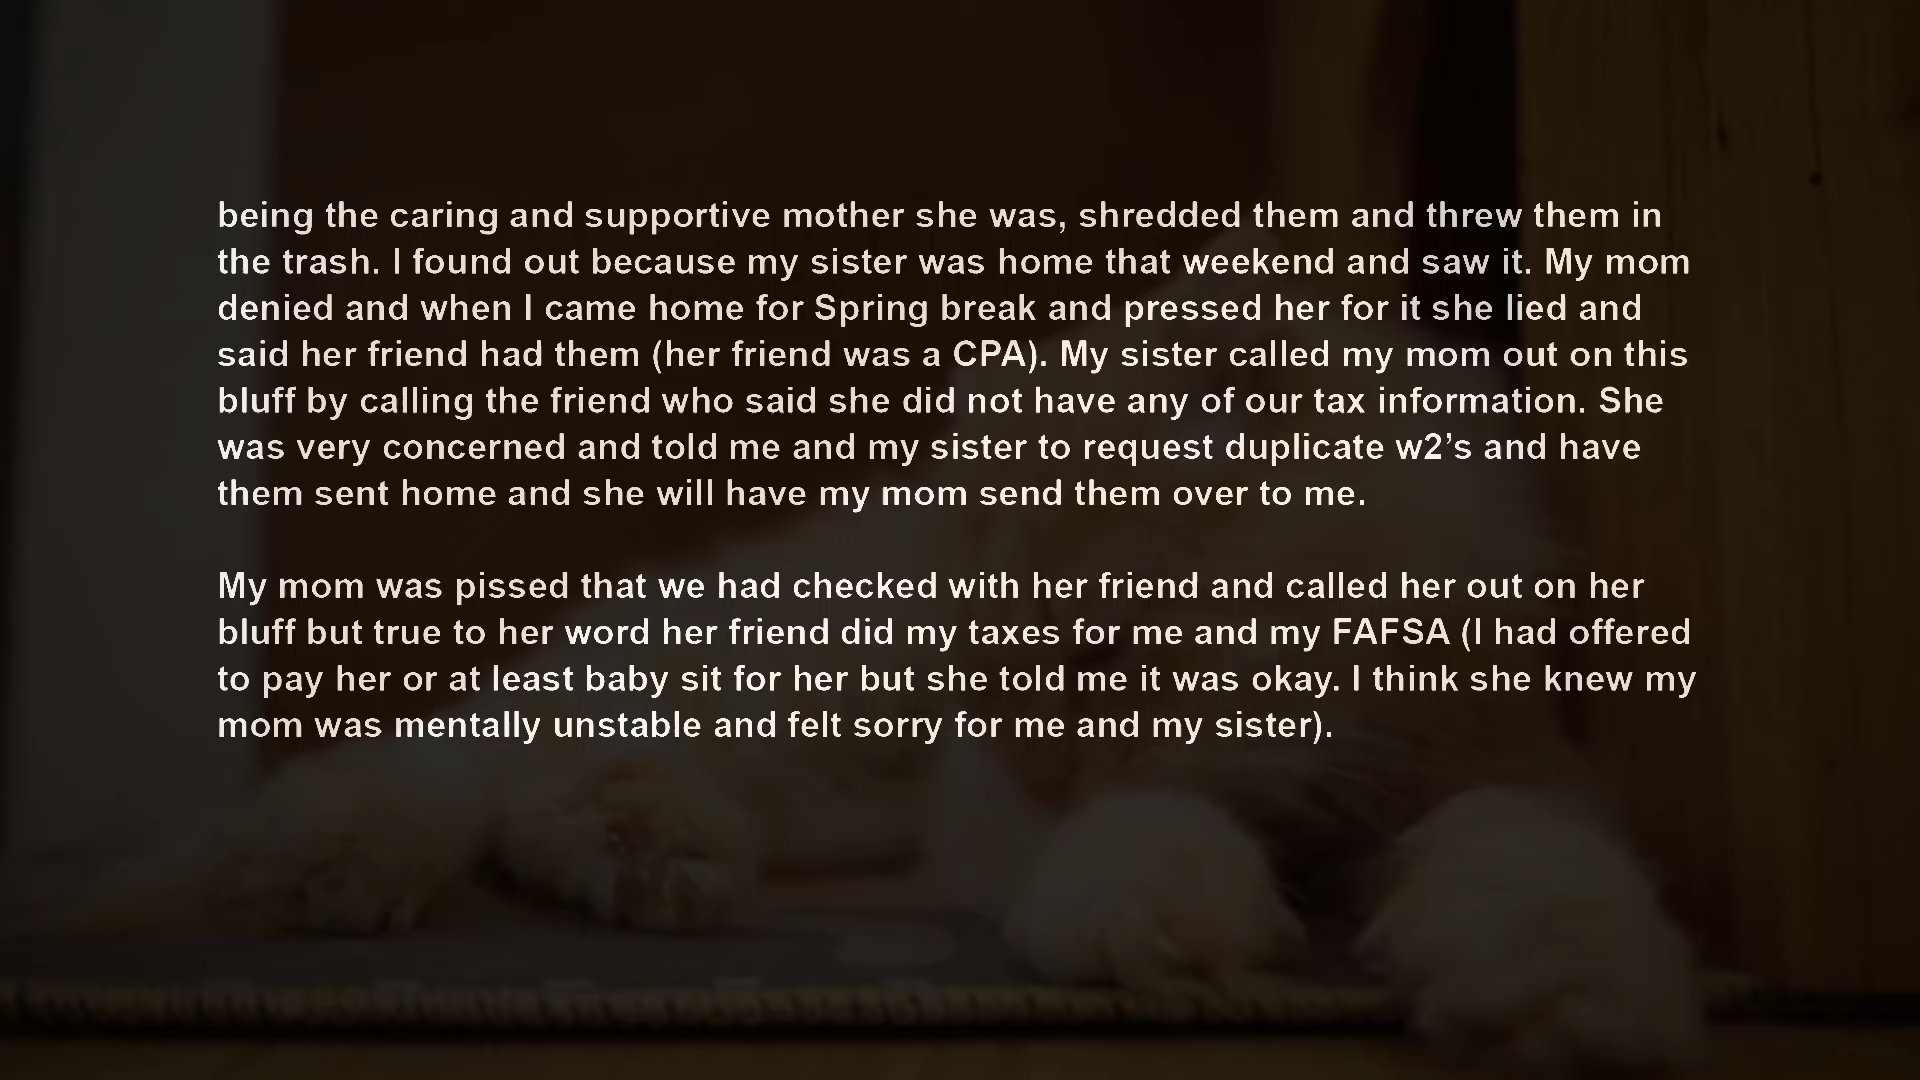 being the caring and supportive mother she was, shredded them and threw them in
the trash. I found out because my sister was home that weekend and saw it. My mom
denied and when I came home for Spring break and pressed her for it she lied and
said her friend had them (her friend was a CPA). My sister called my mom out on this
bluff by calling the friend who said she did not have any of our tax information. She
was very concerned and told me and my sister to request duplicate w2’s and have
them sent home and she will have my mom send them over to me.

My mom was pissed that we had checked with her friend and called her out on her
bluff but true to her word her friend did my taxes for me and my FAFSA (I had offered
to pay her or at least baby sit for her but she told me it was okay. I think she knew my
mom was mentally unstable and felt sorry for me and my sister).